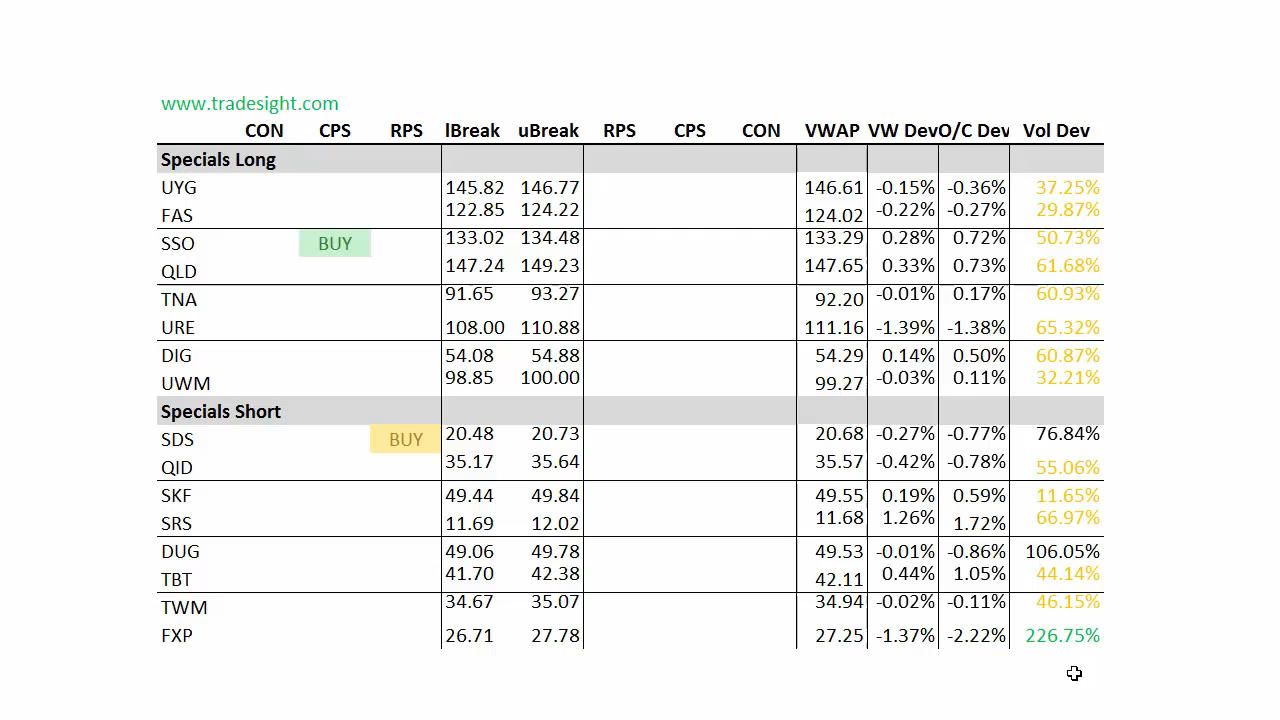 www.tradesight.com
CON CPS RPS lBreak uBreak RPS CPS CON VWAP VW Dev O/C Dev Vol Dev
Specials Long
UYG 145.82 146.77 146.61 -0.15% -0.36% 37.25%
FAS 122.85 124.22 124.02 -0.22% -0.27% 29.87%
SSO BUY 133.02 134.48 133.29 0.28% 0.72% 50.73%
QLD 147.24 149.23 147.65 0.33% 0.73% 61.68%
TNA 91.65 93.27 92.20 -0.01% 0.17% 60.93%
URE 108.00 110.88 111.16 -1.39% -1.38% 65.32%
DIG 54.08 54.88 54.29 0.14% 0.50% 60.87%
UWM 98.85 100.00 99.27 -0.03% 0.11% 32.21%
Specials Short
SDS BUY 20.48 20.73 20.68 -0.27% -0.77% 76.84%
QID 35.17 35.64 35.57 -0.42% -0.78% 55.06%
SKF 49.44 49.84 49.55 0.19% 0.59% 11.65%
SRS 11.69 12.02 11.68 1.26% 1.72% 66.97%
DUG 49.06 49.78 49.53 -0.01% -0.86% 106.05%
TBT 41.70 42.38 42.11 0.44% 1.05% 44.14%
TWM 34.67 35.07 34.94 -0.02% -0.11% 46.15%
FXP 26.71 27.78 27.25 -1.37% -2.22% 226.75%